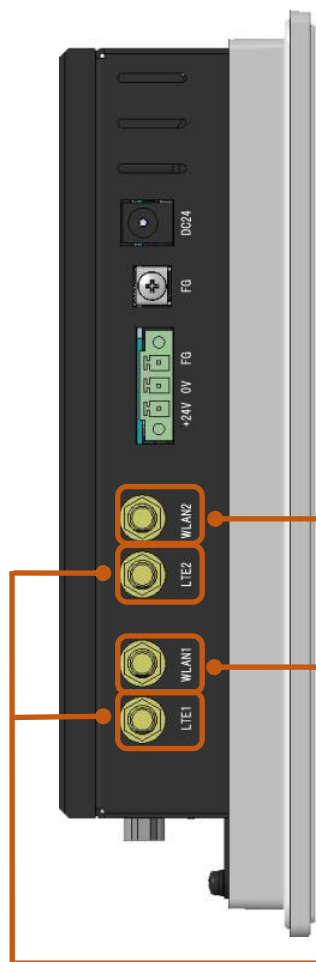 DC24
FG
+24V 0V FG
WLAN2
LTE2
WLAN1
LTE1